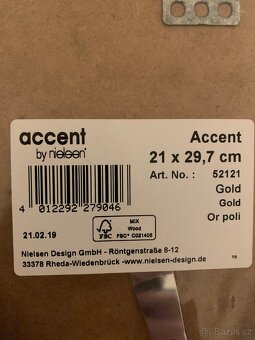 accent
by nielsen
Accent
21 x 29,7 cm
Art. No. : 52121
Gold
Gold
Or poli
4 012292 279046
21.02.19
FSC
MIX
Wood
FSC® C021405
Nielsen Design GmbH - Röntgenstraße 8-12
33378 Rheda-Wiedenbrück -www.nielsen-design.de
pg
bazos.cz